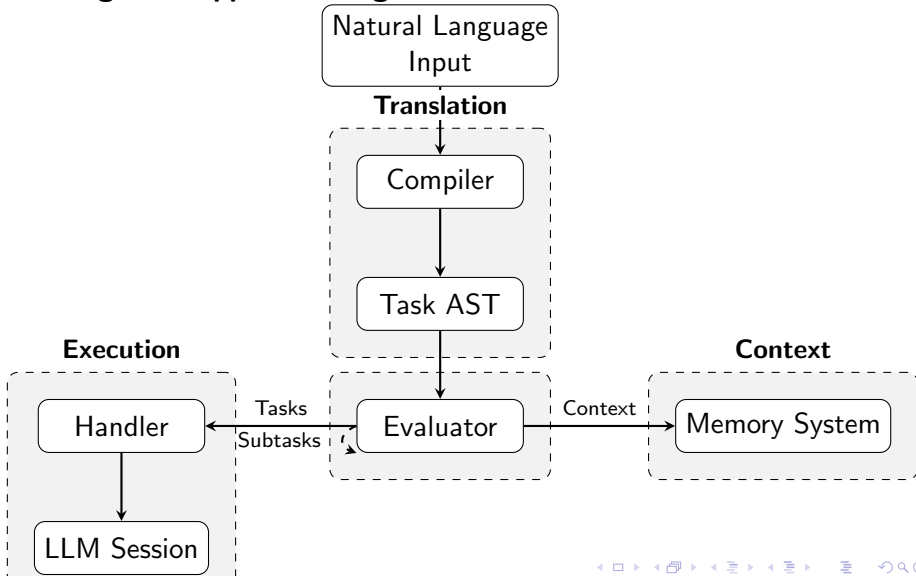 Natural Language
Input
Translation
Compiler
Task AST
Execution
Context
Handler
Tasks
Subtasks
Evaluator
Context
Memory System
LLM Session